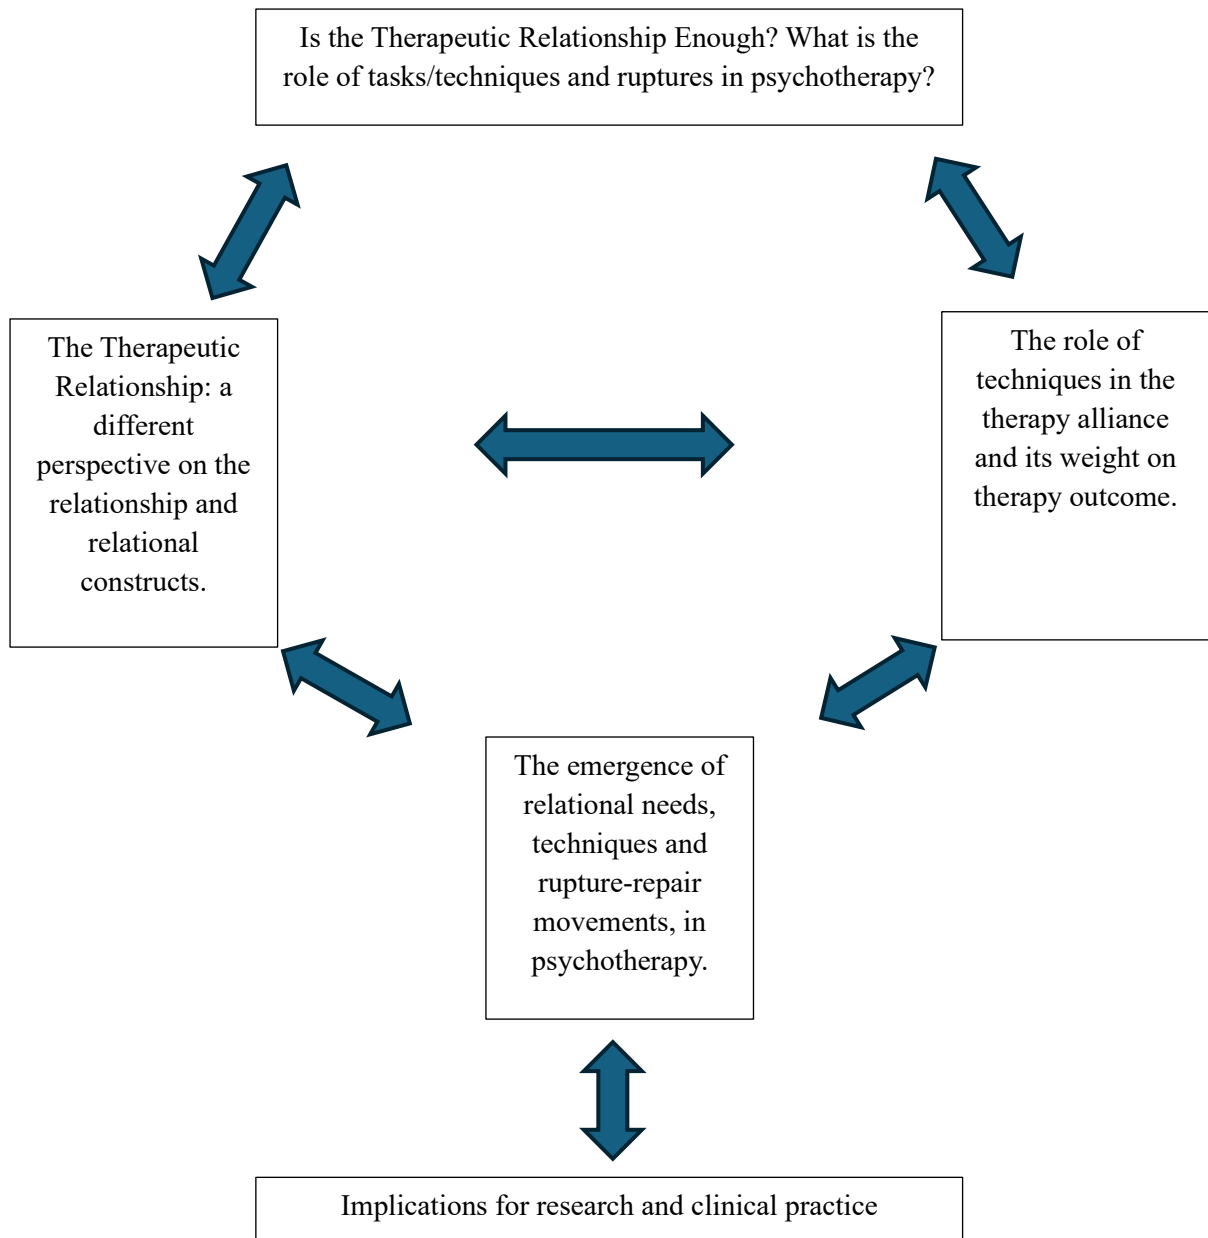 Is the Therapeutic Relationship Enough? What is the
role of tasks/techniques and ruptures in psychotherapy?
The Therapeutic
Relationship: a
different
perspective on the
relationship and
relational
constructs.
The role of
techniques in the
therapy alliance
and its weight on
therapy outcome.
The emergence of
relational needs,
techniques and
rupture-repair
movements, in
psychotherapy.
Implications for research and clinical practice